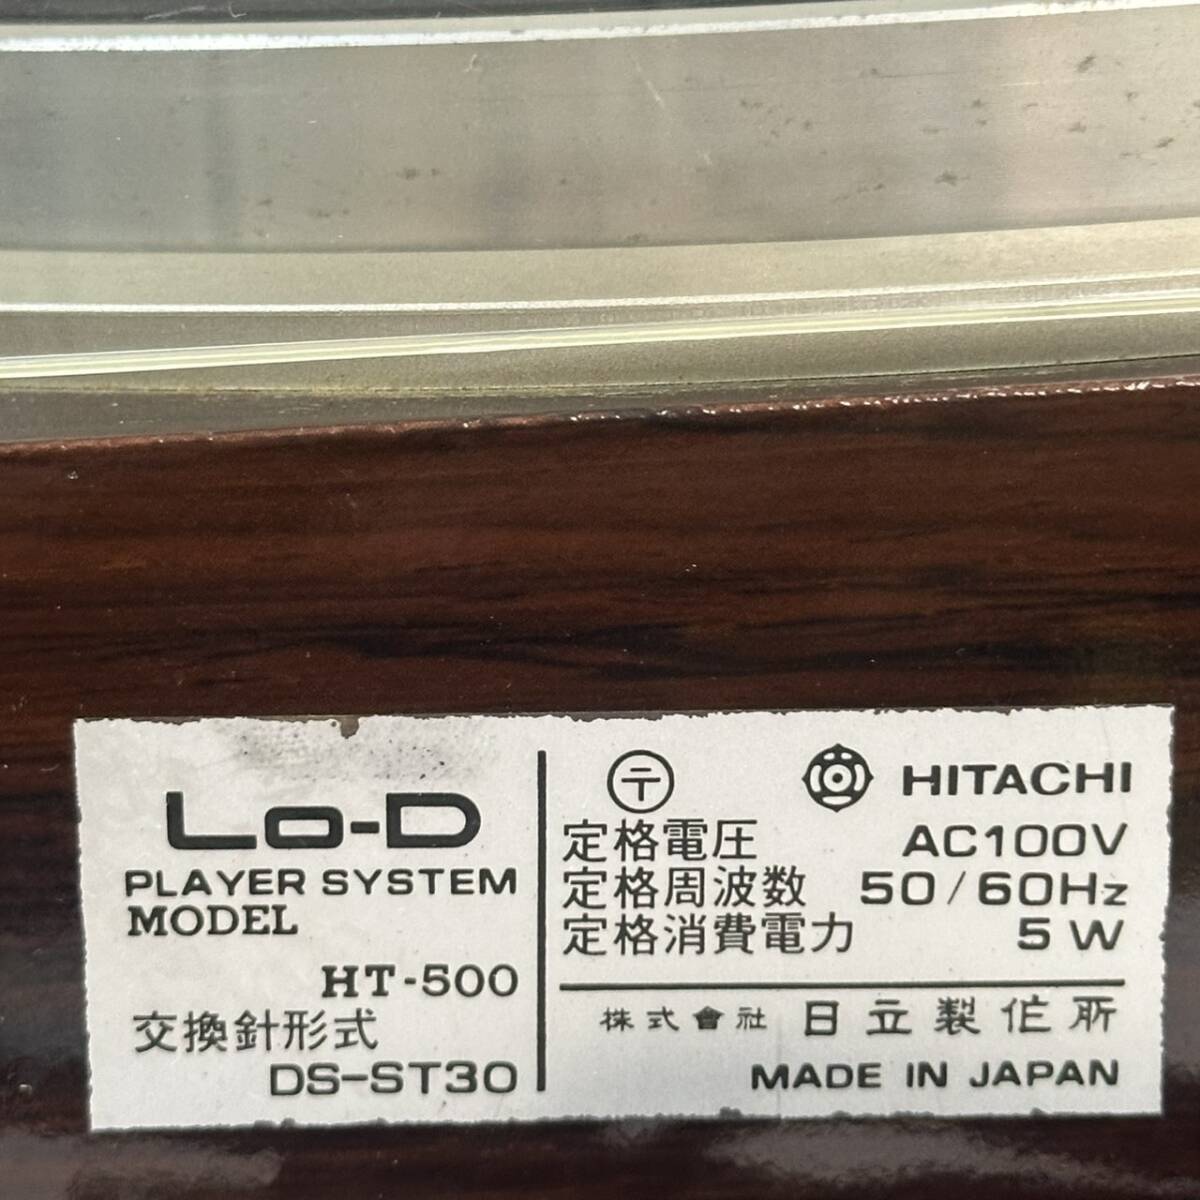 Lo-D
PLAYER SYSTEM
MODEL
HT-500
交換針形式
DS-ST30
〒 HITACHI
定格電圧 AC100V
定格周波数 50/60Hz
定格消費電力 5W
株式會社 日立製作所
MADE IN JAPAN